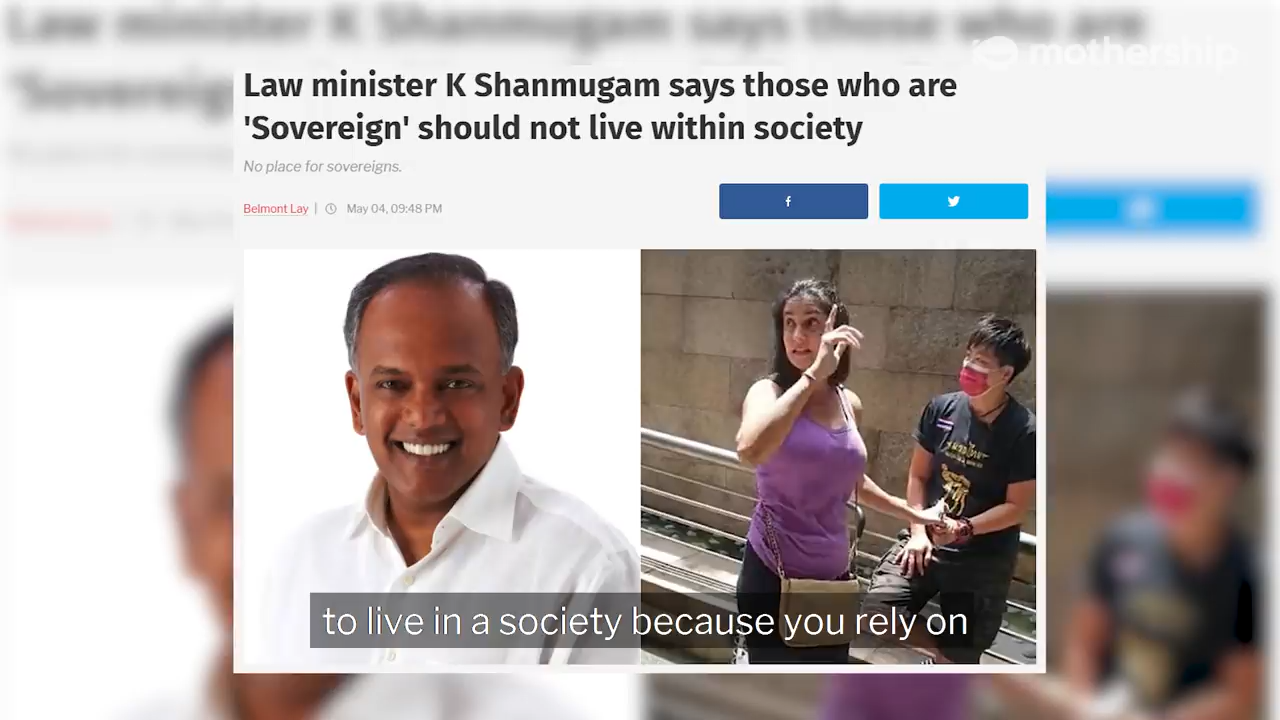 mothership
Law minister K Shanmugam says those who are
'Sovereign' should not live within society
No place for sovereigns.
Belmont Lay | May 04, 09:48 PM
to live in a society because you rely on